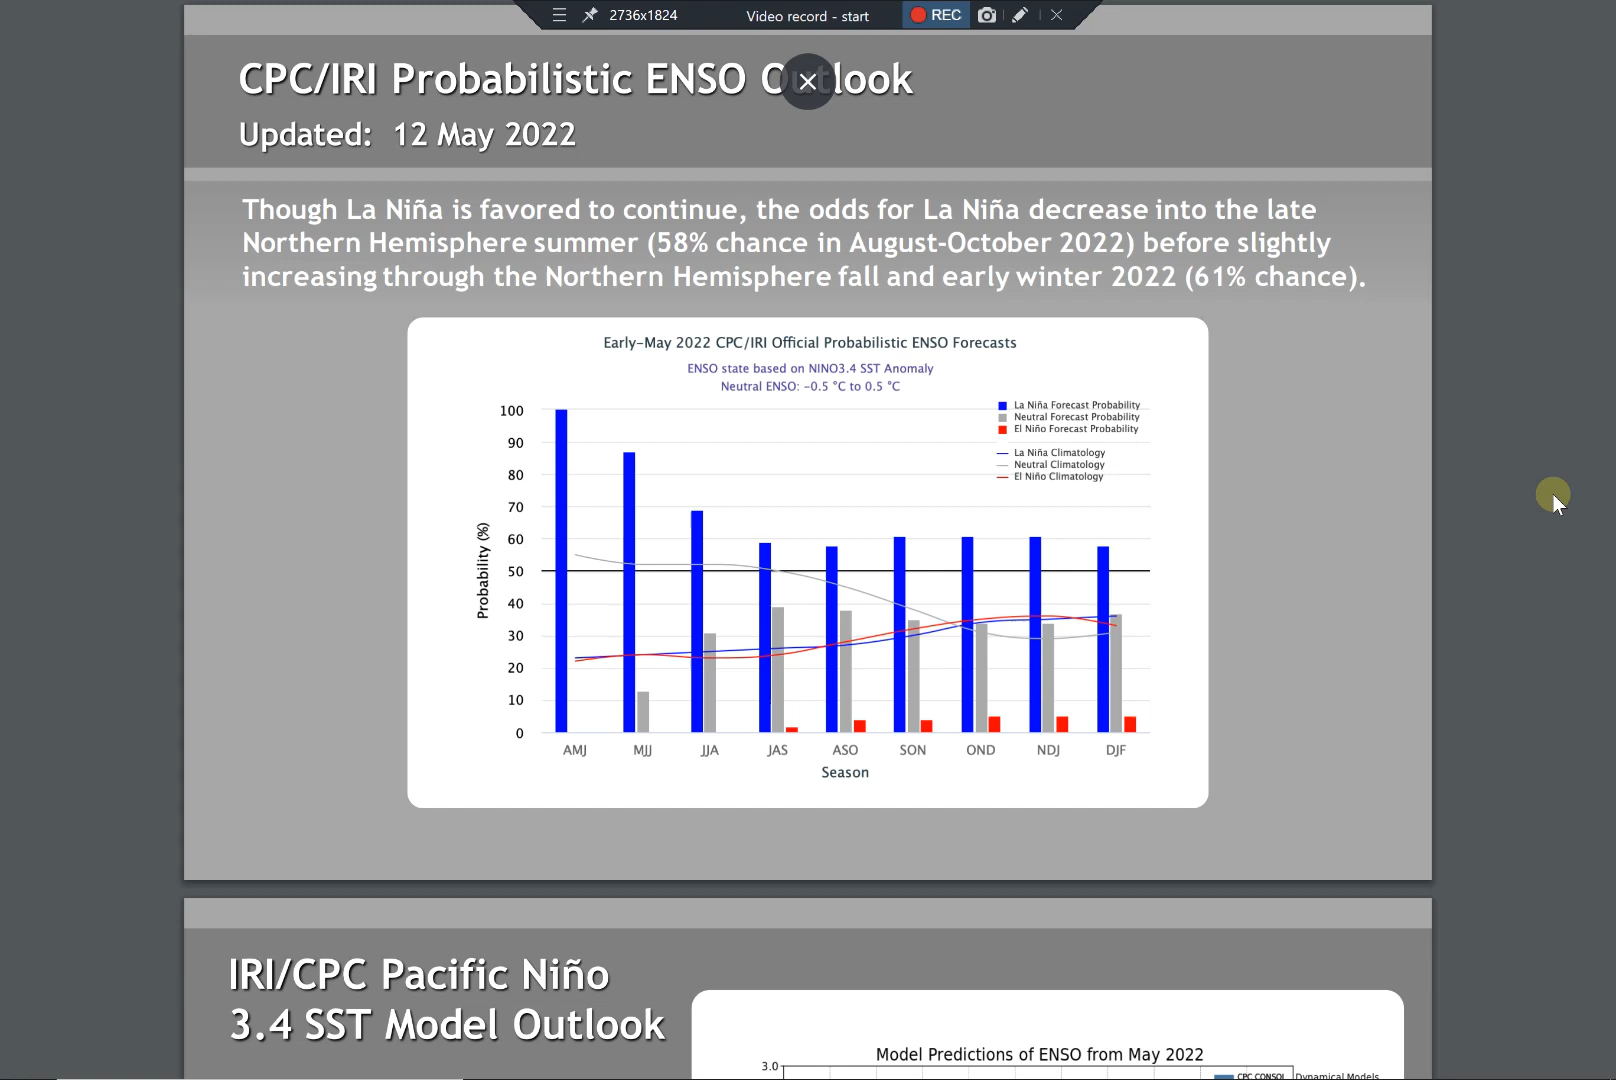 2736x1824 Video record - start REC
CPC/IRI Probabilistic ENSO Outlook
Updated: 12 May 2022
Though La Niña is favored to continue, the odds for La Niña decrease into the late
Northern Hemisphere summer (58% chance in August-October 2022) before slightly
increasing through the Northern Hemisphere fall and early winter 2022 (61% chance).
Early-May 2022 CPC/IRI Official Probabilistic ENSO Forecasts
ENSO state based on NINO3.4 SST Anomaly
Neutral ENSO: -0.5 °C to 0.5 °C
La Niña Forecast Probability
Neutral Forecast Probability
El Niño Forecast Probability
La Niña Climatology
Neutral Climatology
El Niño Climatology
Probability (%)
100
90
80
70
60
50
40
30
20
10
0
AMJ MJJ JJA JAS ASO SON OND NDJ DJF
Season
IRI/CPC Pacific Niño
3.4 SST Model Outlook
Model Predictions of ENSO from May 2022
3.0
CPC CONSOL Dynamical Models